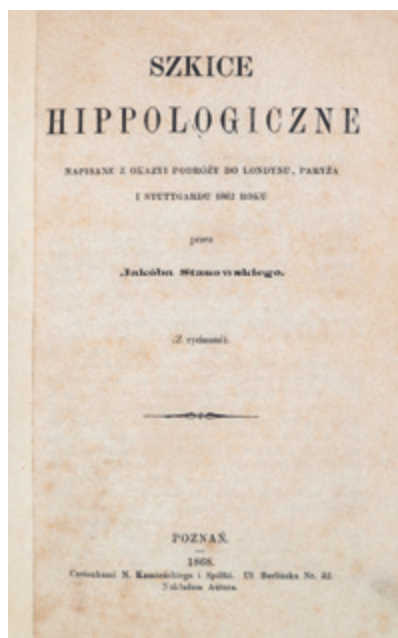 SZKICE
HIPPOLOGICZNE
NAPISANE Z OKAZYI PODRÓŻY DO LONDYNU, PARYŻA
I STUTTGARDU 1862 ROKU
przez
Jakóba Stanowskiego.
(Z rycinami).
POZNAŃ.
1868.
Czcionkami N. Kamieńskiego i Spółki. Ul Berlińska Nr.
Nakładem Autora.